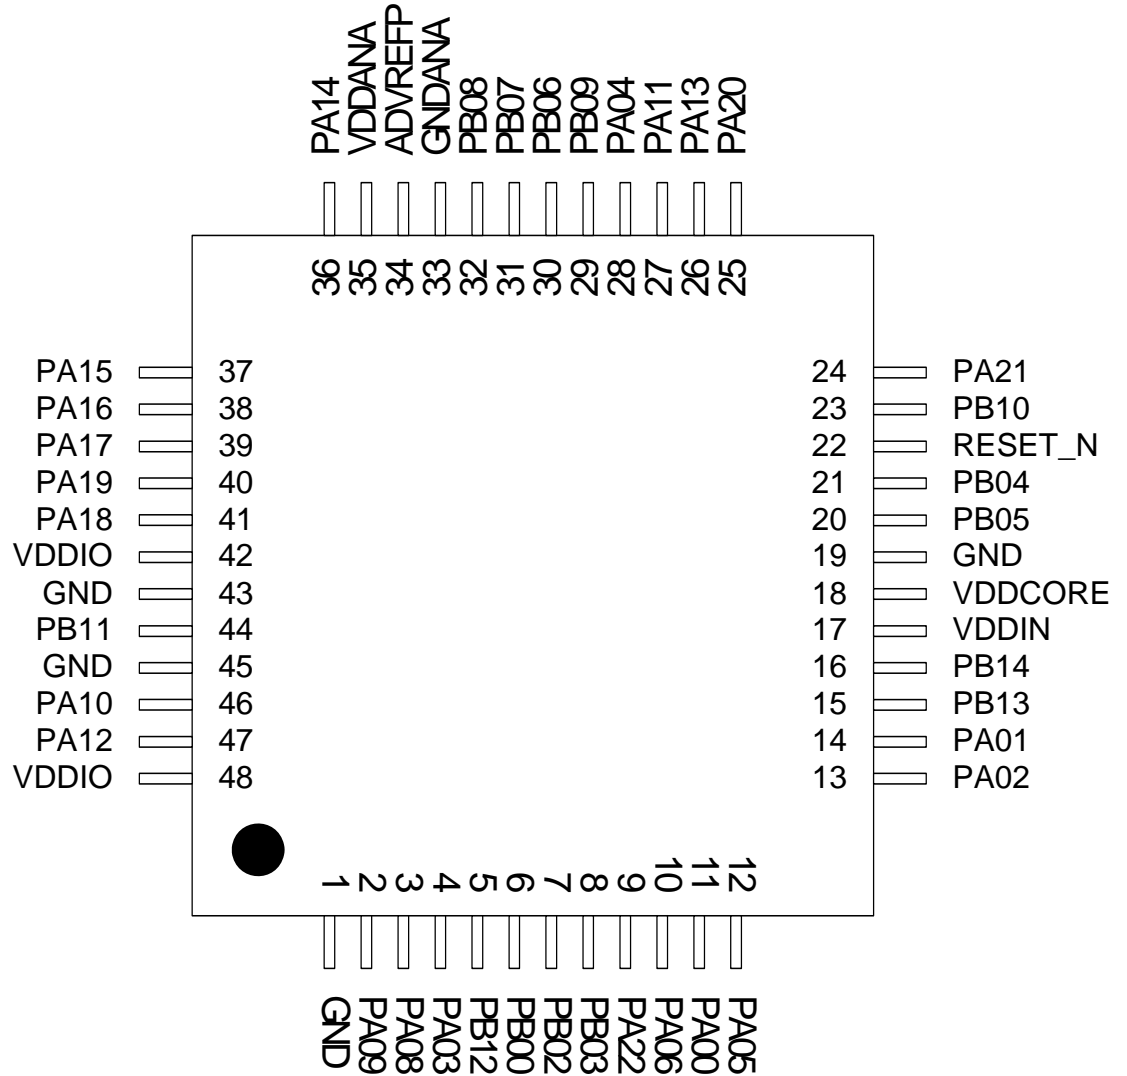 PA14 VDDANA ADVREFP GNDANA PB08 PB07 PB06 PB09 PA04 PA11 PA13 PA20
36 35 34 33 32 31 30 29 28 27 26 25
PA15 37 24 PA21
PA16 38 23 PB10
PA17 39 22 RESET_N
PA19 40 21 PB04
PA18 41 20 PB05
VDDIO 42 19 GND
GND 43 18 VDDCORE
PB11 44 17 VDDIN
GND 45 16 PB14
PA10 46 15 PB13
PA12 47 14 PA01
VDDIO 48 13 PA02
1 2 3 4 5 6 7 8 9 10 11 12
GND PA09 PA08 PA03 PB12 PB00 PB02 PB03 PA22 PA06 PA00 PA05